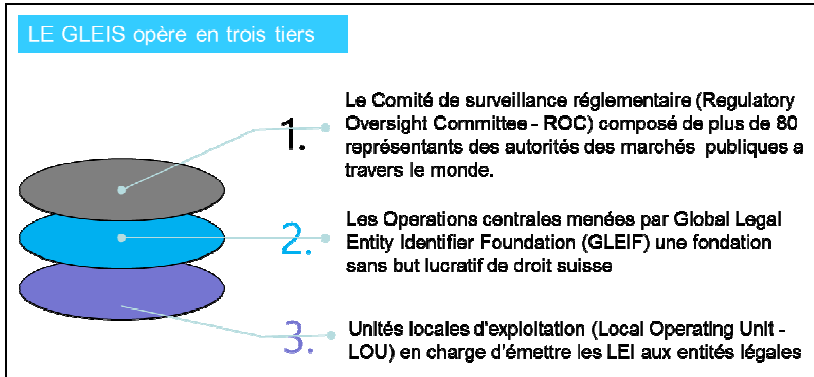 LE GLEIS opère en trois tiers
1.
Le Comité de surveillance réglementaire (Regulatory
Oversight Committee - ROC) composé de plus de 80
représentants des autorités des marchés publiques a
travers le monde.
2.
Les Operations centrales menées par Global Legal
Entity Identifier Foundation (GLEIF) une fondation
sans but lucratif de droit suisse
3.
Unités locales d'exploitation (Local Operating Unit -
LOU) en charge d'émettre les LEI aux entités légales